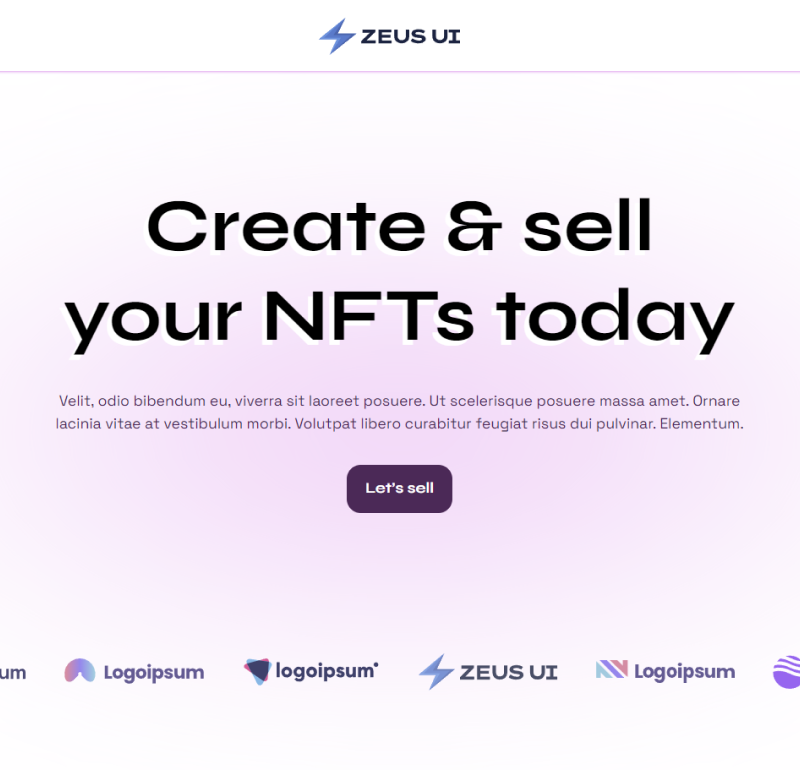 ZEUS UI
Create & sell
your NFTs today
Velit, odio bibendum eu, viverra sit laoreet posuere. Ut scelerisque posuere massa amet. Ornare
lacinia vitae at vestibulum morbi. Volutpat libero curabitur feugiat risus dui pulvinar. Elementum.
Let's sell
um Logoipsum logoipsum ZEUS UI Logoipsum